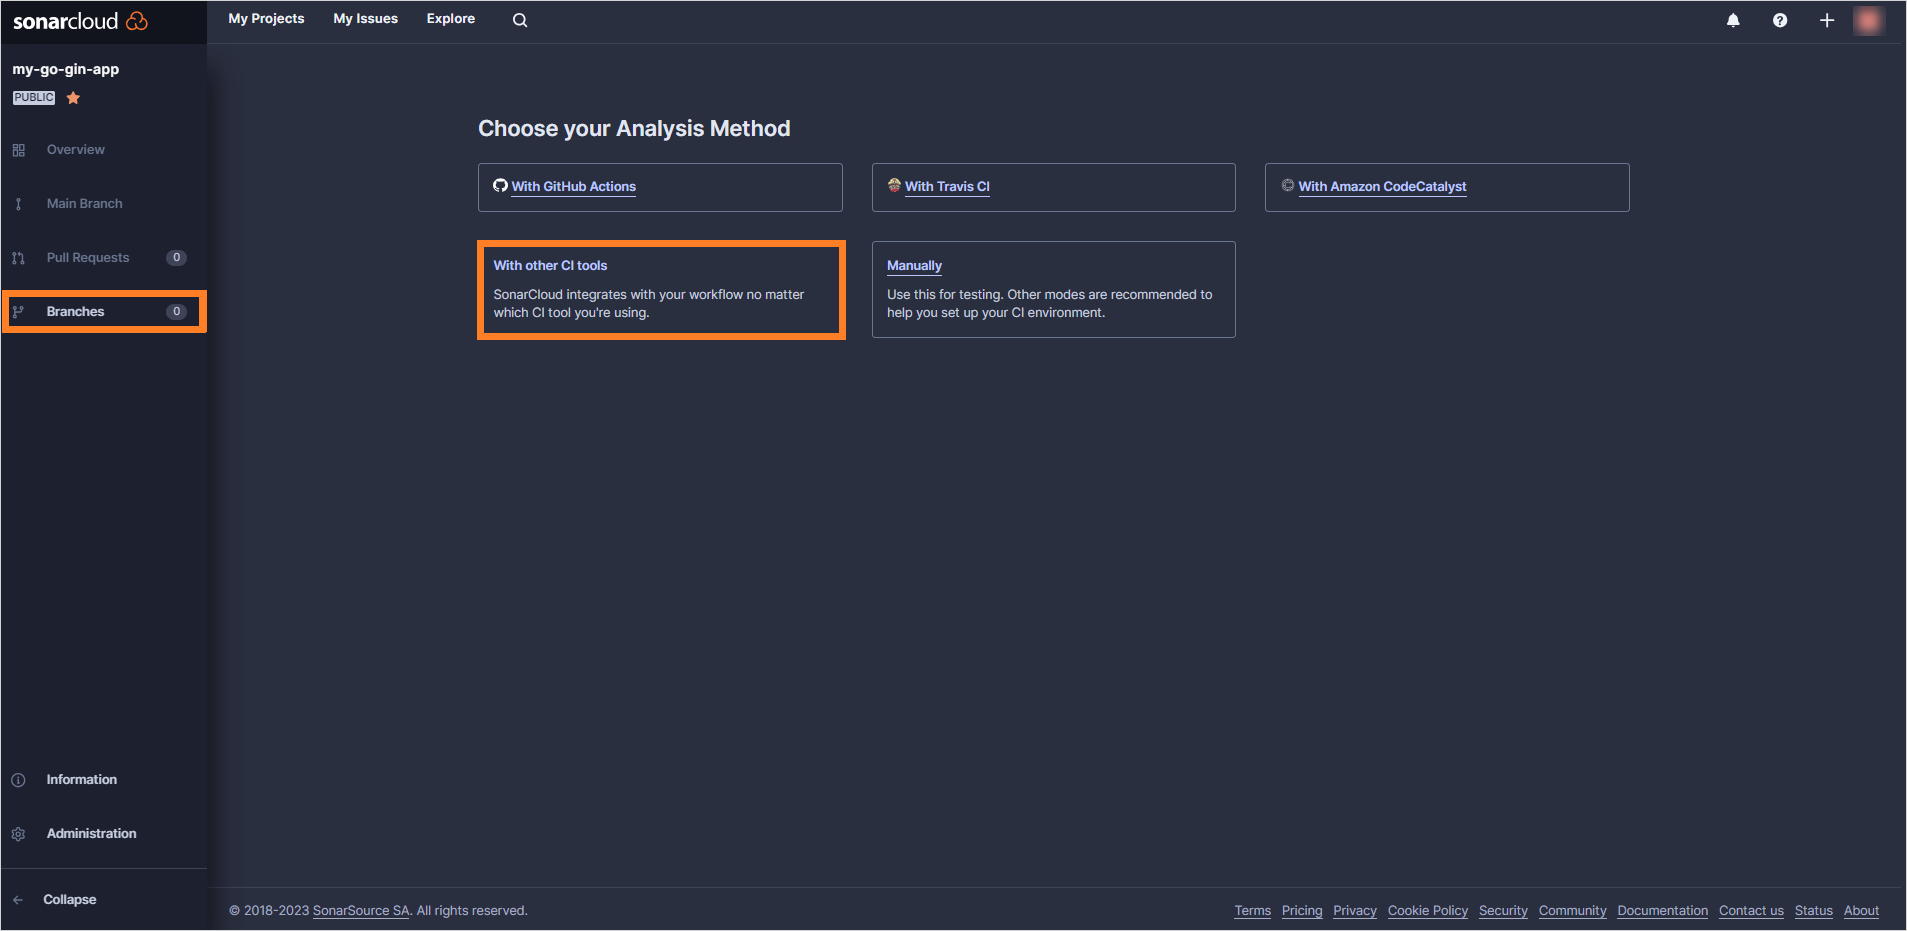 sonarcloud
My Projects My Issues Explore
my-go-gin-app
PUBLIC
Overview
Main Branch
Pull Requests 0
Branches 0
Choose your Analysis Method
With GitHub Actions
With Travis CI
With Amazon CodeCatalyst
With other CI tools
SonarCloud integrates with your workflow no matter
which CI tool you're using.
Manually
Use this for testing. Other modes are recommended to
help you set up your CI environment.
Information
Administration
Collapse
© 2018-2023 SonarSource SA. All rights reserved.
Terms Pricing Privacy Cookie Policy Security Community Documentation Contact us Status About